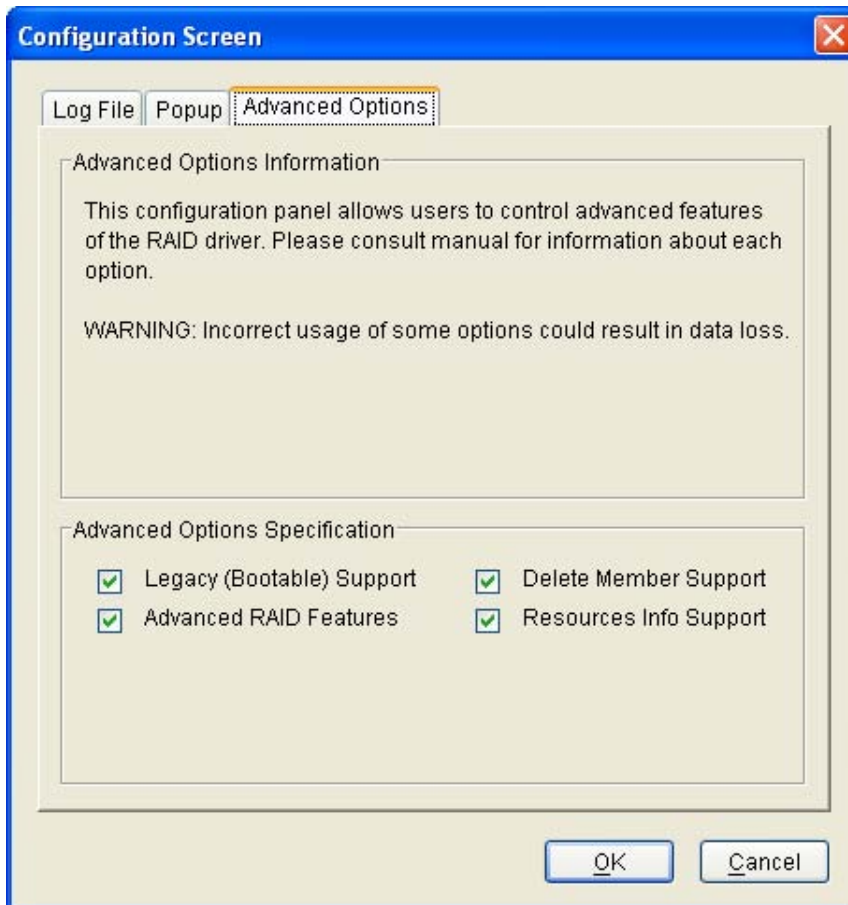 Configuration Screen
Log File
Popup
Advanced Options
Advanced Options Information
This configuration panel allows users to control advanced features
of the RAID driver. Please consult manual for information about each
option.
WARNING: Incorrect usage of some options could result in data loss.
Advanced Options Specification
Legacy (Bootable) Support
Delete Member Support
Advanced RAID Features
Resources Info Support
OK
Cancel